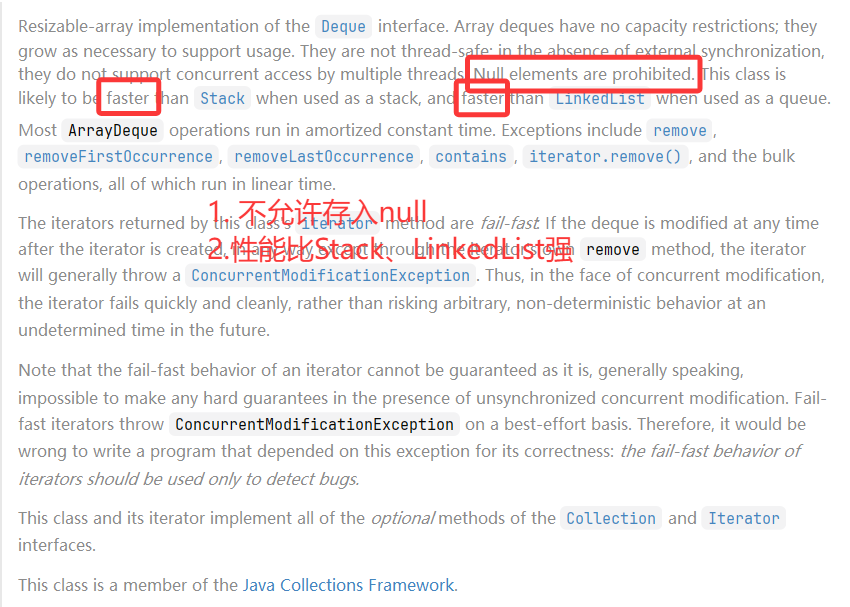 Resizable-array implementation of the Deque interface. Array deques have no capacity restrictions; they
grow as necessary to support usage. They are not thread-safe; in the absence of external synchronization,
they do not support concurrent access by multiple threads. Null elements are prohibited. This class is
likely to be faster than Stack when used as a stack, and faster than LinkedList when used as a queue.
Most ArrayDeque operations run in amortized constant time. Exceptions include remove,
removeFirstOccurrence, removeLastOccurrence, contains, iterator.remove(), and the bulk
operations, all of which run in linear time.
1. 不允许存入null
The iterators returned by this class's iterator method are fail-fast: If the deque is modified at any time
2.性能比Stack、LinkedList强
after the iterator is created, in any way except through the iterator's own remove method, the iterator
will generally throw a ConcurrentModificationException. Thus, in the face of concurrent modification,
the iterator fails quickly and cleanly, rather than risking arbitrary, non-deterministic behavior at an
undetermined time in the future.
Note that the fail-fast behavior of an iterator cannot be guaranteed as it is, generally speaking,
impossible to make any hard guarantees in the presence of unsynchronized concurrent modification. Fail-
fast iterators throw ConcurrentModificationException on a best-effort basis. Therefore, it would be
wrong to write a program that depended on this exception for its correctness: the fail-fast behavior of
iterators should be used only to detect bugs.
This class and its iterator implement all of the optional methods of the Collection and Iterator
interfaces.
This class is a member of the Java Collections Framework.